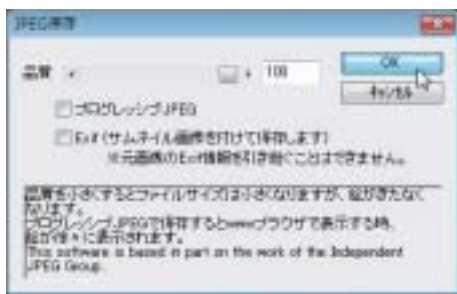 JPEG保存
品質 - + 100
OK
キャンセル
プログレッシブJPEG
Exif (サムネイル画像を付けて保存します)
※元画像のExif情報を引き継ぐことはできません。
品質を小さくするとファイルサイズは小さくなりますが、絵がきたなく
なります。
プログレッシブJPEGで保存するとwwwブラウザで表示する時、
絵が徐々に表示されます。
This software is based in part on the work of the Independent
JPEG Group.